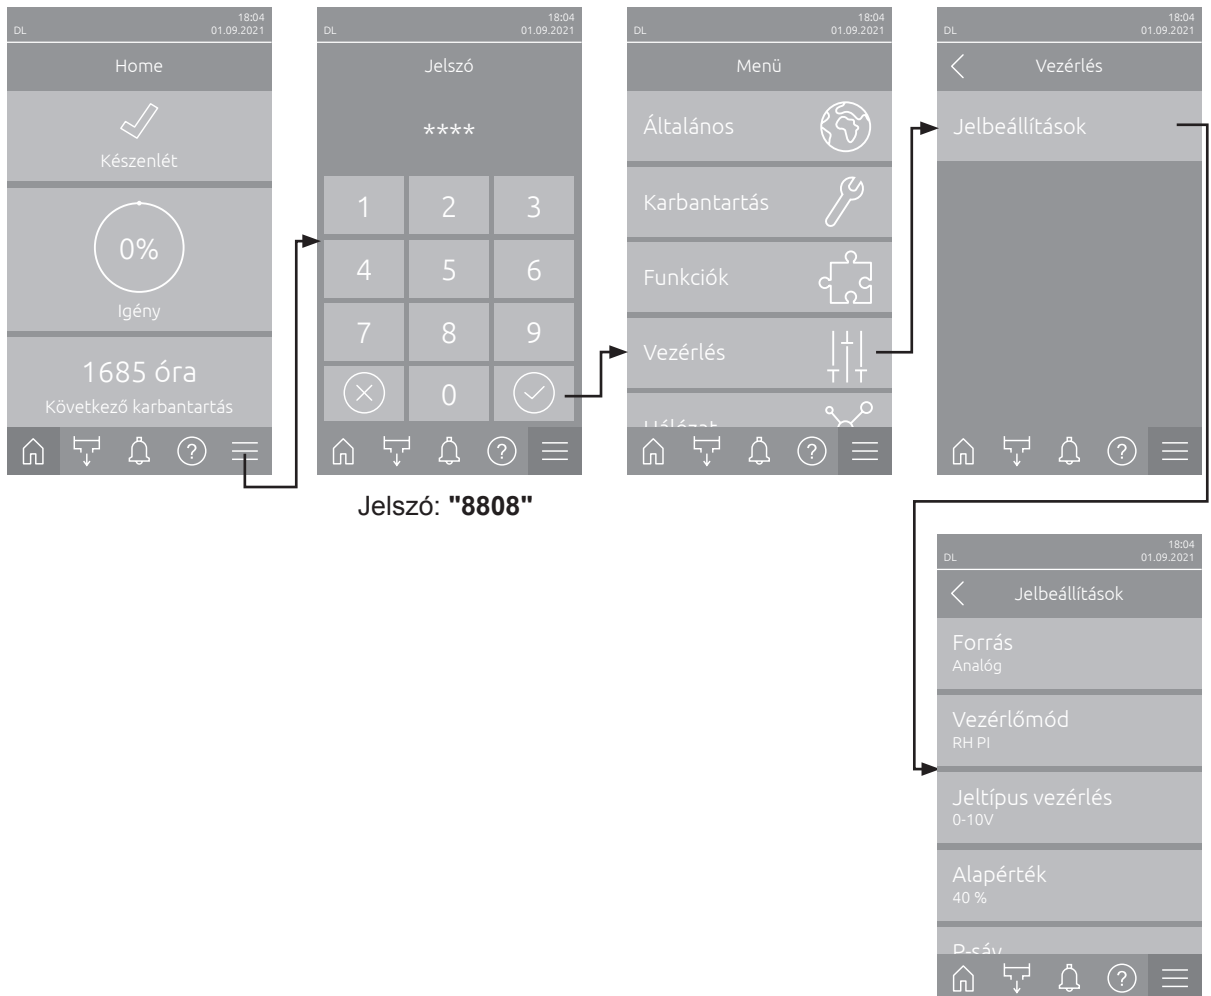 18:04
DL 01.09.2021
Home
Készenlét
0%
Igény
1685 óra
Következő karbantartás
?
18:04
DL 01.09.2021
Jelszó
****
1 2 3
4 5 6
7 8 9
0
?
Jelszó: "8808"
18:04
DL 01.09.2021
Menü
Általános
Karbantartás
Funkciók
Vezérlés
Hálózat
?
18:04
DL 01.09.2021
Vezérlés
Jelbeállítások
?
18:04
DL 01.09.2021
Jelbeállítások
Forrás
Analóg
Vezérlőmód
RH PI
Jeltípus vezérlés
0-10V
Alapérték
40 %
P-sáv
?